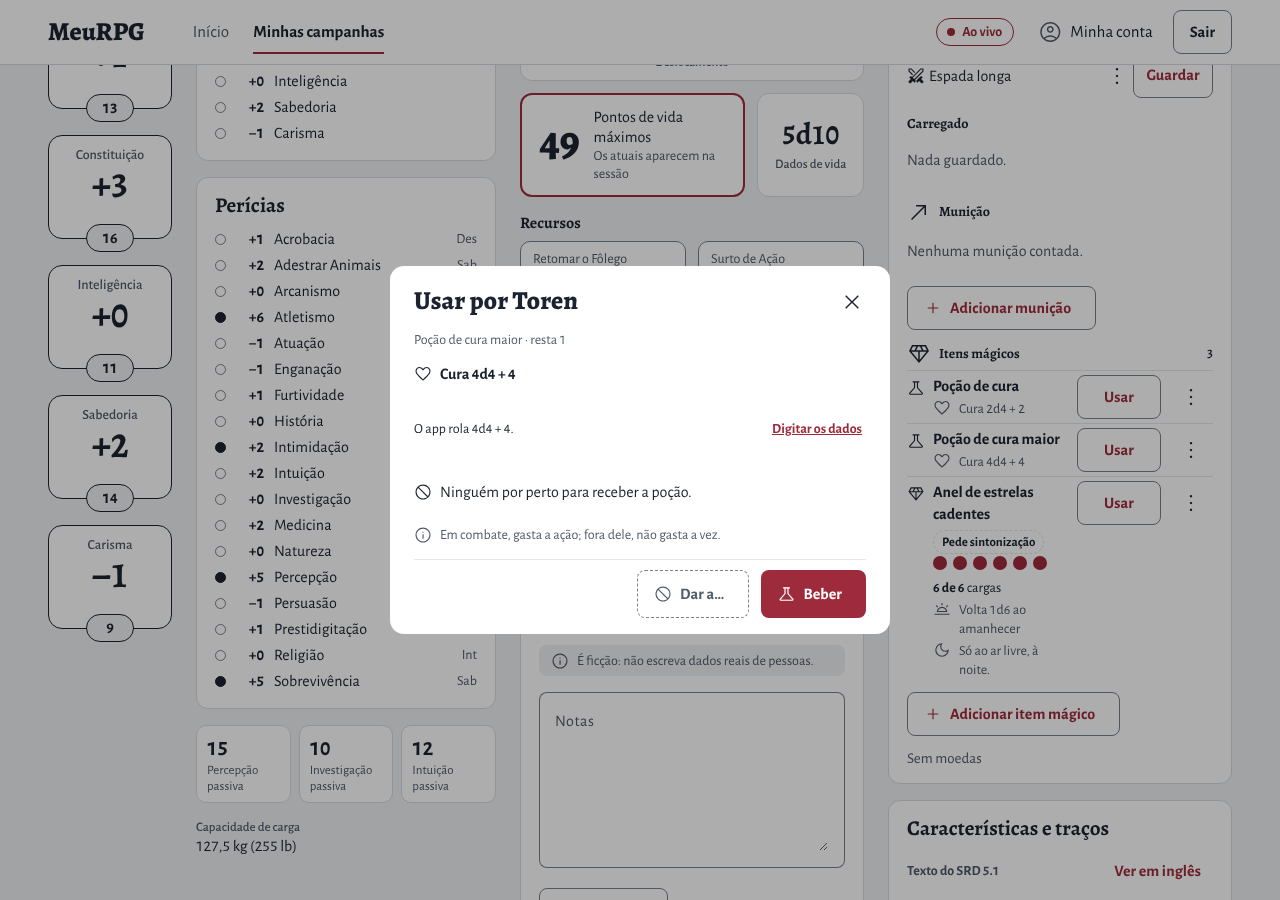 MeuRPG
Início
Minhas campanhas
Ao vivo
Minha conta
Sair
13
Constituição
+3
16
Inteligência
+0
11
Sabedoria
+2
14
Carisma
−1
9
+0 Inteligência
+2 Sabedoria
−1 Carisma
Perícias
+1 Acrobacia Des
+2 Adestrar Animais Sab
+0 Arcanismo
+6 Atletismo
−1 Atuação
−1 Enganação
+1 Furtividade
+0 História
+2 Intimidação
+2 Intuição
+0 Investigação
+2 Medicina
+0 Natureza
+5 Percepção
−1 Persuasão
+1 Prestidigitação
+0 Religião Int
+5 Sobrevivência Sab
15
Percepção
passiva
10
Investigação
passiva
12
Intuição
passiva
Capacidade de carga
127,5 kg (255 lb)
49
Pontos de vida
máximos
Os atuais aparecem na
sessão
5d10
Dados de vida
Recursos
Retomar o Fôlego
Surto de Ação
Usar por Toren
Poção de cura maior · resta 1
Cura 4d4 + 4
O app rola 4d4 + 4.
Digitar os dados
Ninguém por perto para receber a poção.
Em combate, gasta a ação; fora dele, não gasta a vez.
Dar a...
Beber
É ficção: não escreva dados reais de pessoas.
Notas
Espada longa
Guardar
Carregado
Nada guardado.
Munição
Nenhuma munição contada.
Adicionar munição
Itens mágicos 3
Poção de cura
Cura 2d4 + 2
Usar
Poção de cura maior
Cura 4d4 + 4
Usar
Anel de estrelas
cadentes
Usar
Pede sintonização
6 de 6 cargas
Volta 1d6 ao
amanhecer
Só ao ar livre, à
noite.
Adicionar item mágico
Sem moedas
Características e traços
Texto do SRD 5.1
Ver em inglês